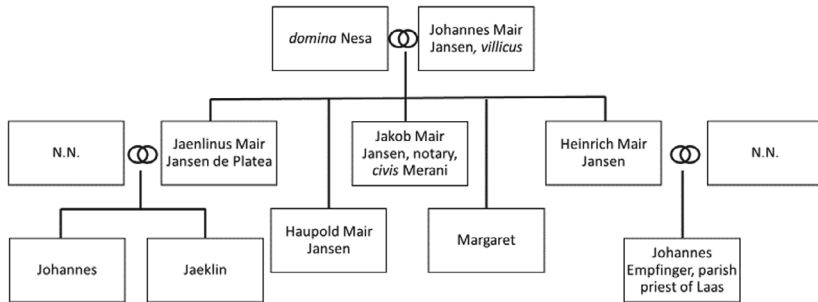 domina Nesa
Johannes Mair
Jansen, villicus
N.N.
Jaenlinus Mair
Jansen de Platea
Jakob Mair
Jansen, notary,
civis Merani
Heinrich Mair
Jansen
N.N.
Johannes
Jaeklin
Haupold Mair
Jansen
Margaret
Johannes
Empfinger, parish
priest of Laas